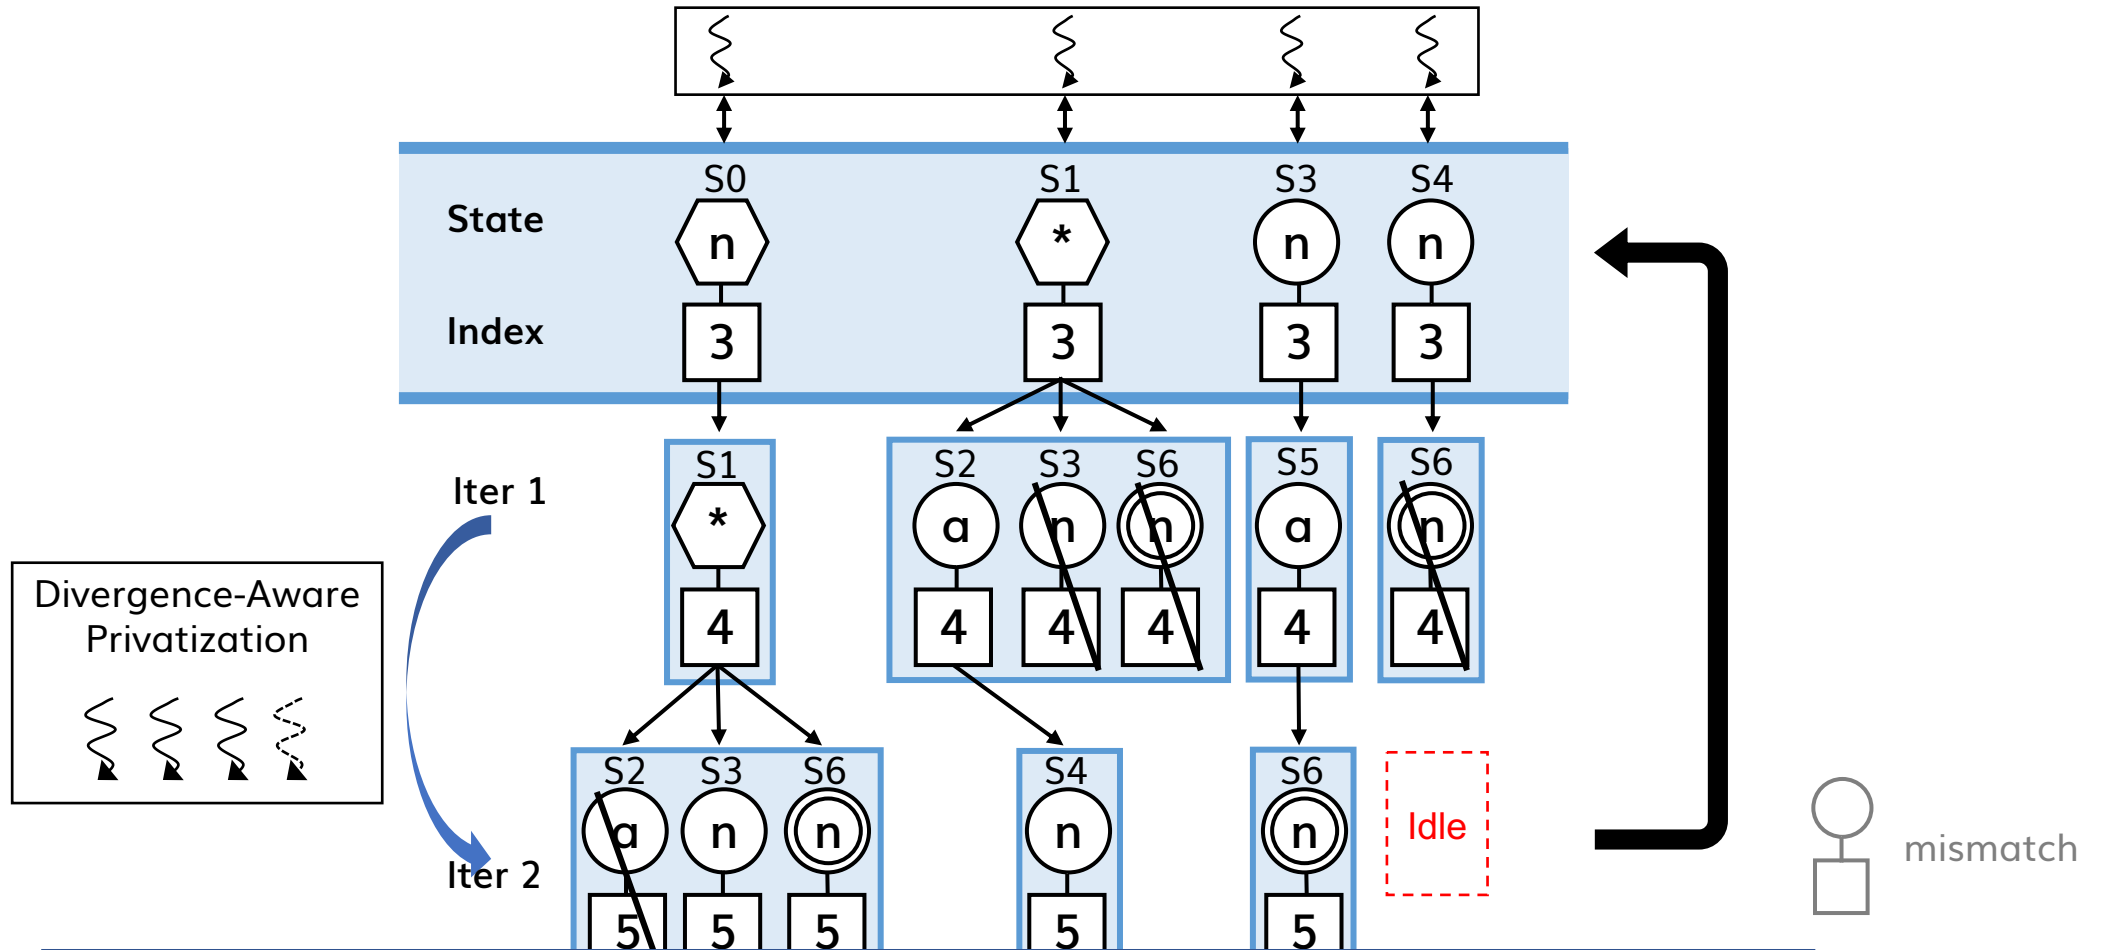 S0 S1 S3 S4
State n * n n
Index 3 3 3 3
S1 S2 S3 S6 S5 S6
Iter 1
* a n n a n
4 4 4 4 4 4
Divergence-Aware
Privatization
S2 S3 S6 S4 S6
a n n n n
Idle
mismatch
Iter 2
5 5 5 5 5